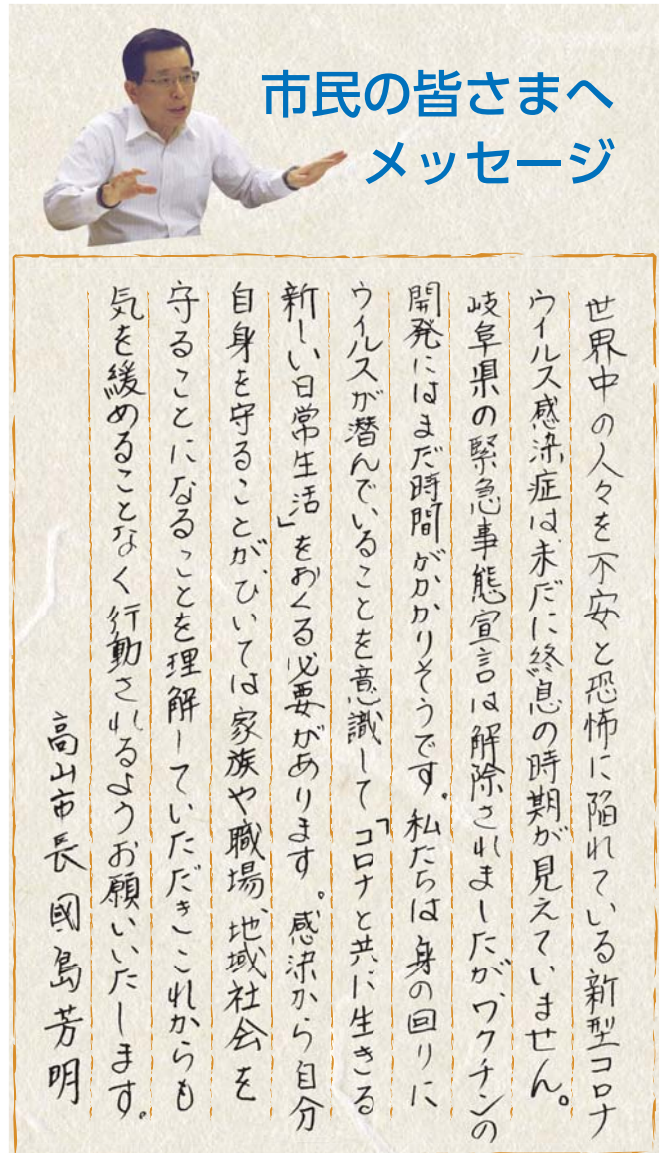 市民の皆さまへ
メッセージ
世界中の人々を不安と恐怖に陥れている新型コロナ
ウイルス感染症は未だに終息の時期が見えていません。
岐阜県の緊急事態宣言は解除されましたが、ワクチンの
開発にはまだ時間がかかりそうです。私たちは身の回りに
ウイルスが潜んでいることを意識して「コロナと共に生きる
新しい日常生活」をおくる必要があります。感染から自分
自身を守ることが、ひいては家族や職場、地域社会を
守ることになることを理解していただき、これからも
気を緩めることなく行動されるようお願いいたします。
高山市長 國島芳明